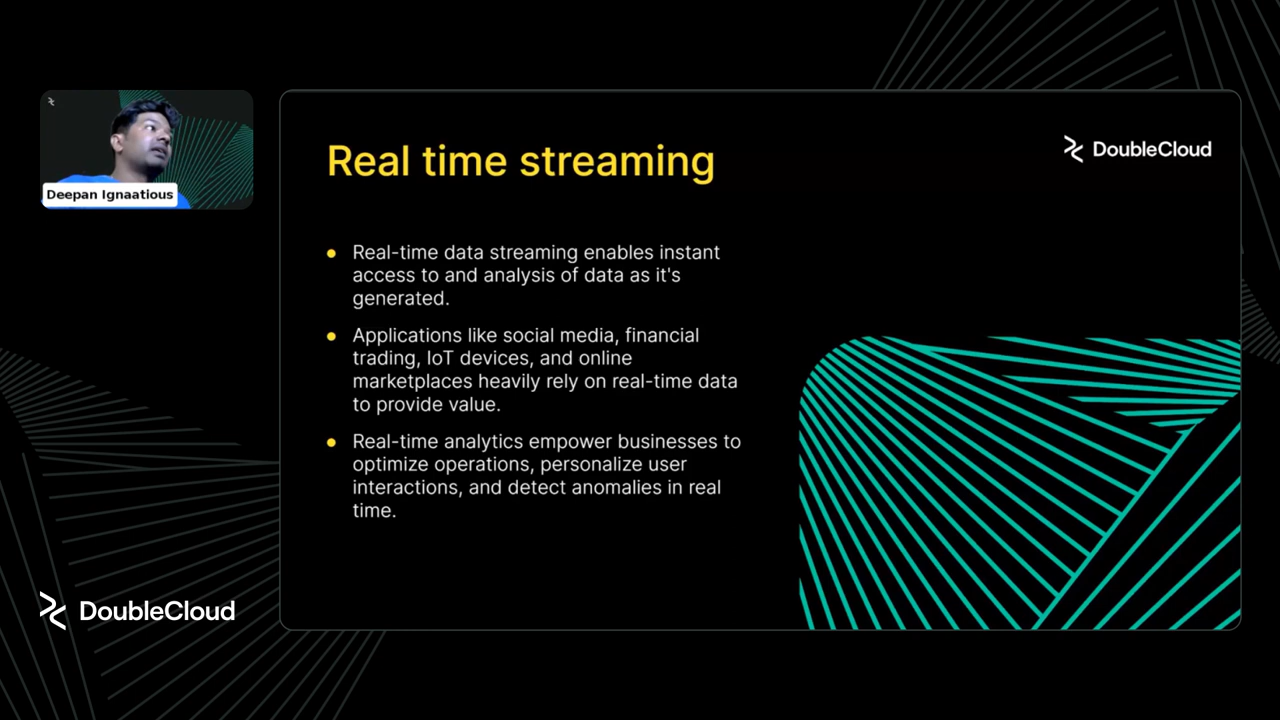 Deepan Ignaatious
Real time streaming
DoubleCloud
Real-time data streaming enables instant
access to and analysis of data as it's
generated.
Applications like social media, financial
trading, IoT devices, and online
marketplaces heavily rely on real-time data
to provide value.
Real-time analytics empower businesses to
optimize operations, personalize user
interactions, and detect anomalies in real
time.
DoubleCloud